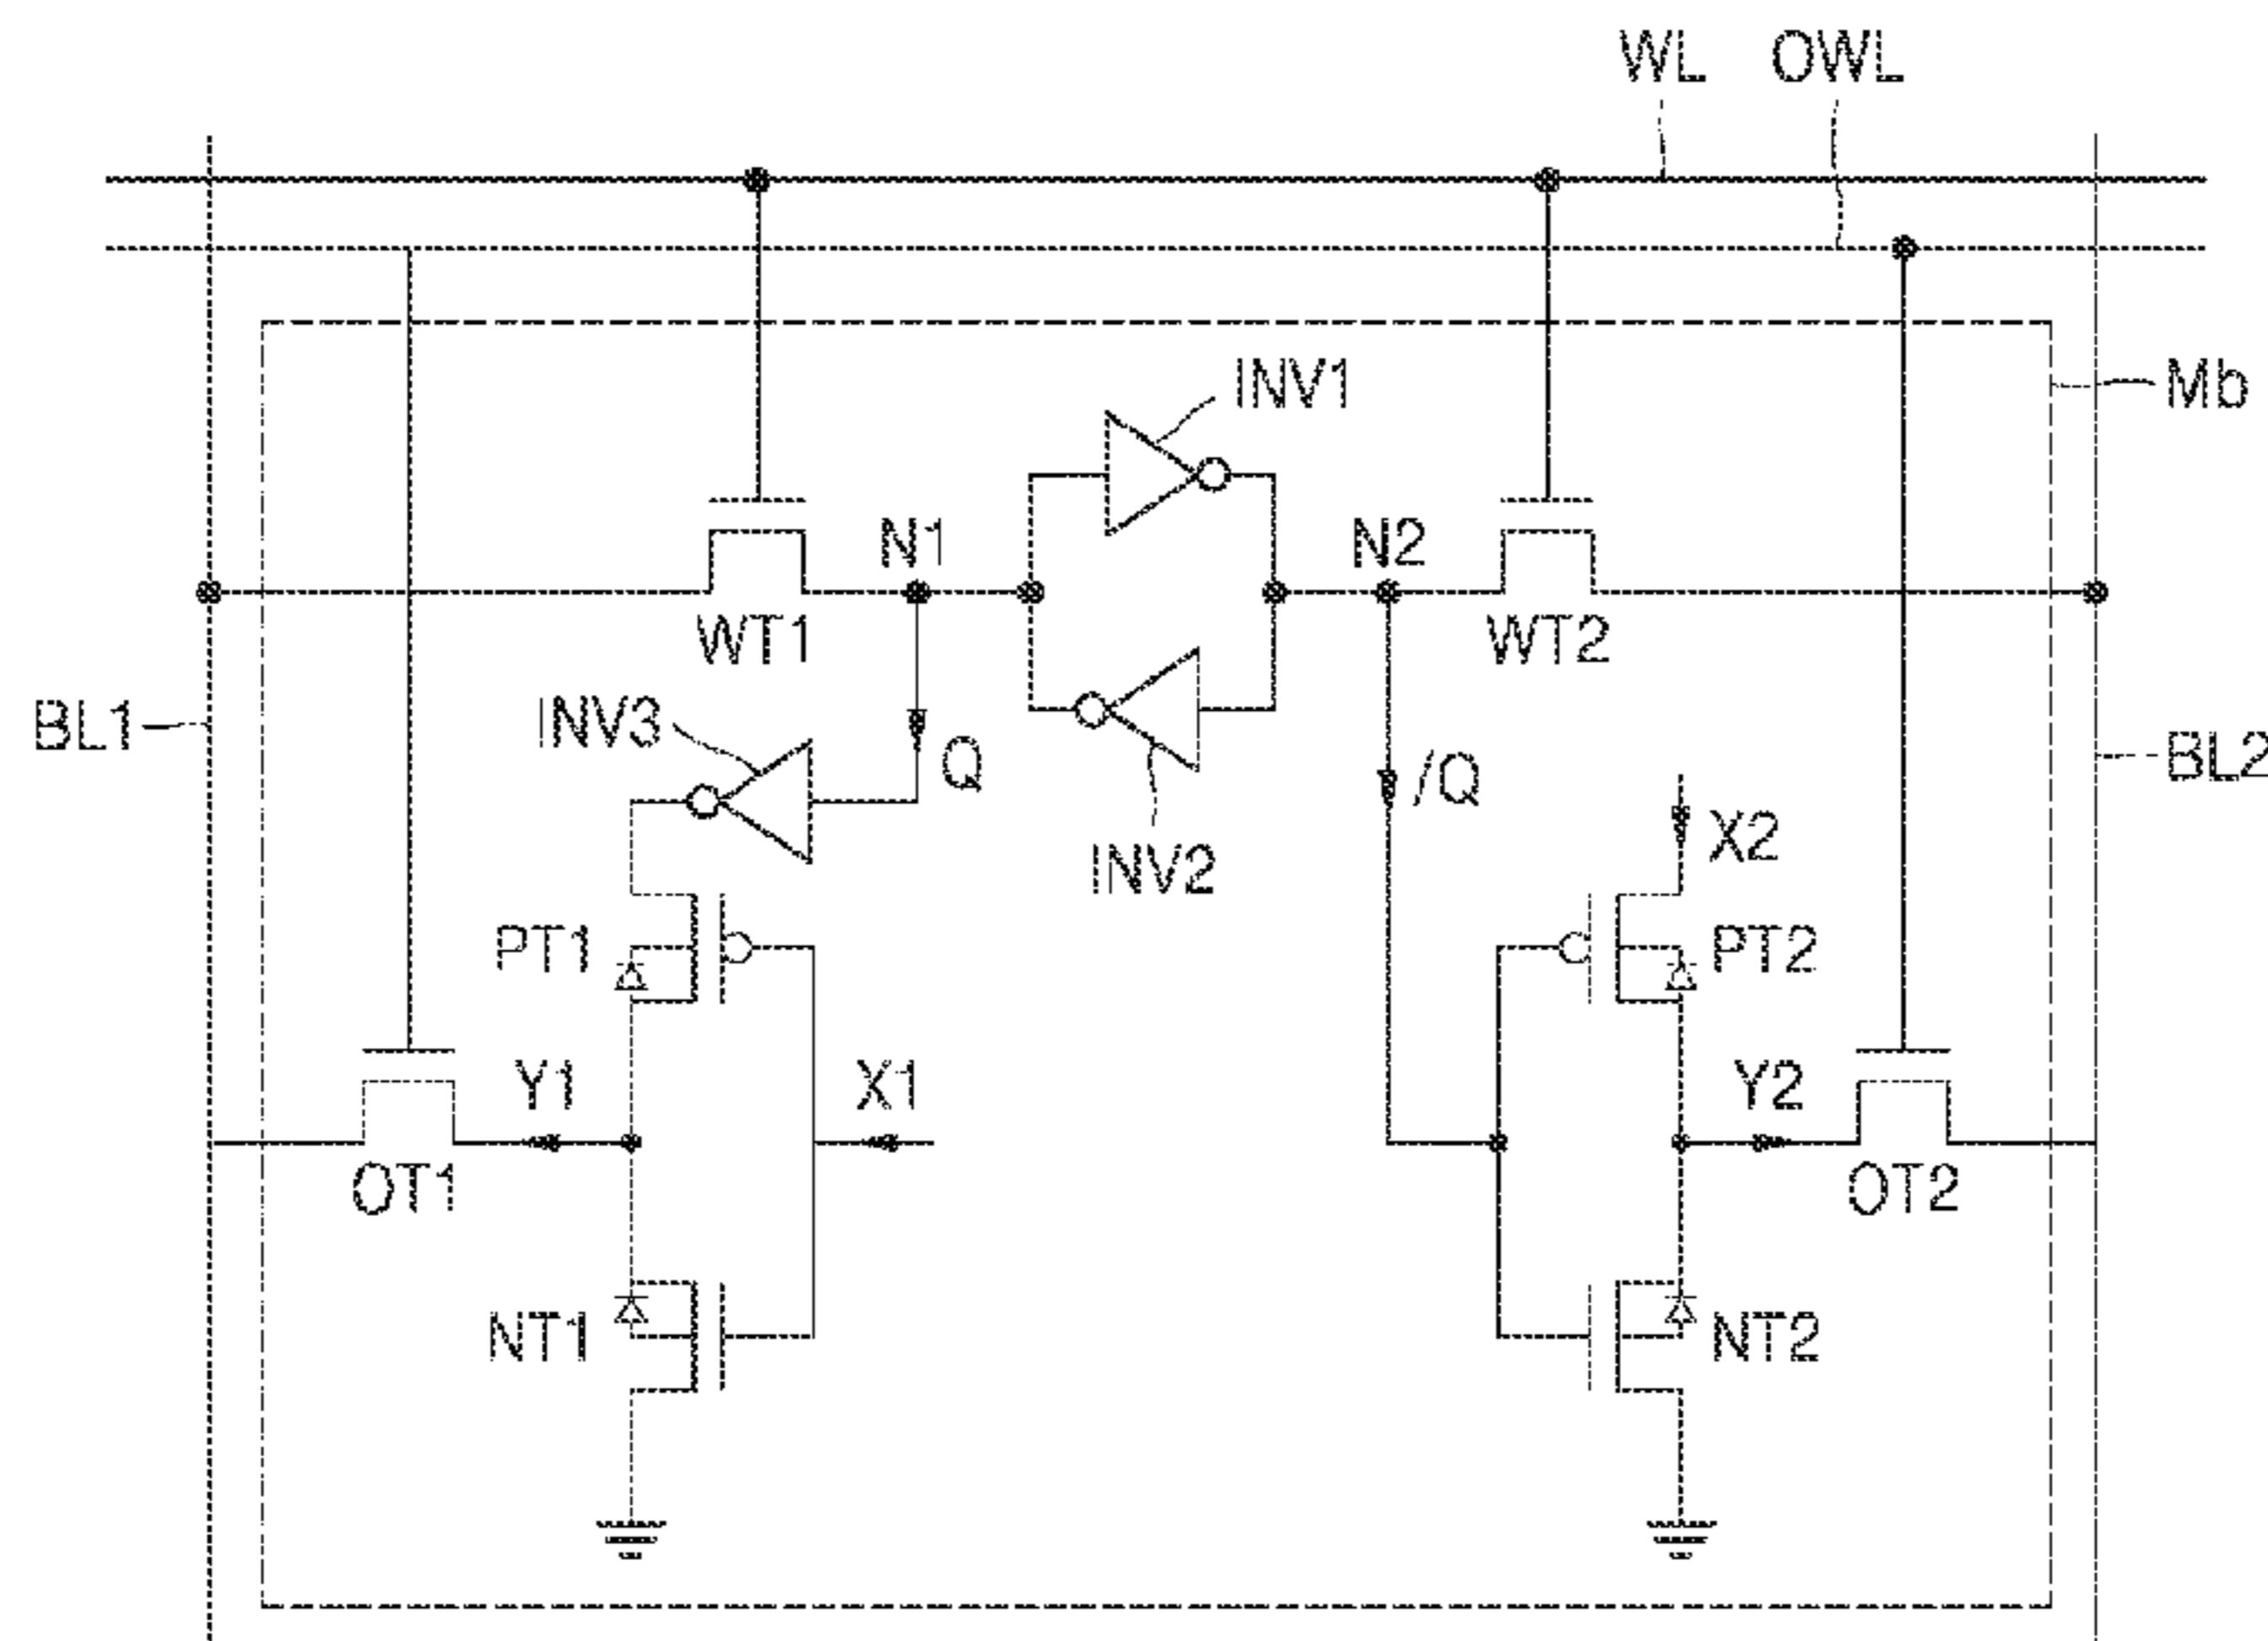 WL OWL
INV1
Mb
N1
N2
WT1
WT2
BL1
INV3
Q
/Q
BL2
X2
INV2
PT1
PT2
Y1
X1
Y2
OT1
OT2
NT1
NT2